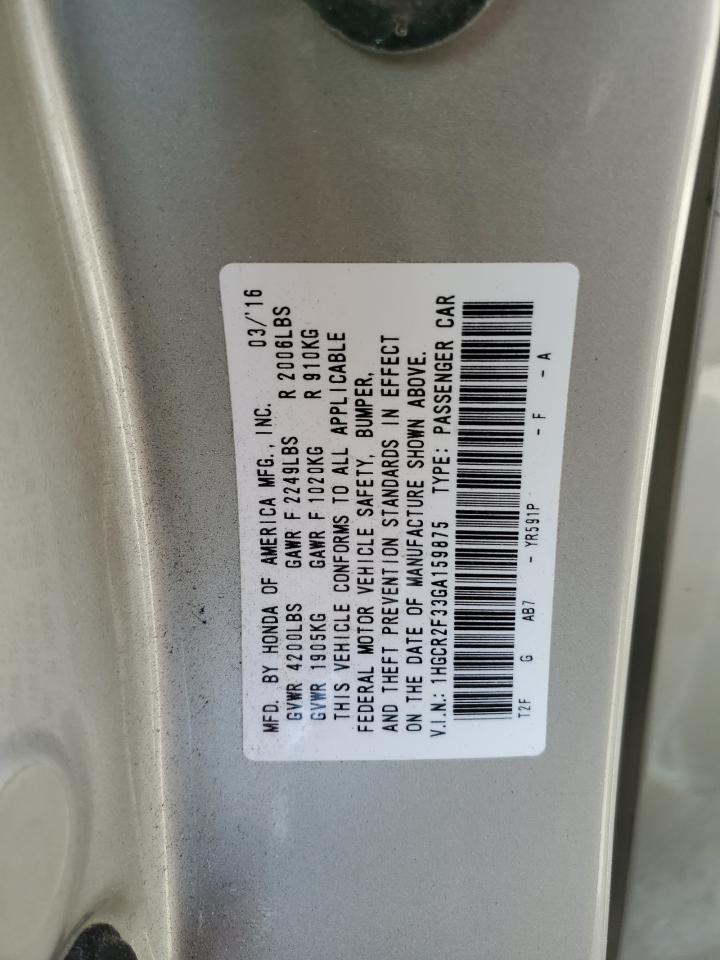 MFD. BY HONDA OF AMERICA MFG., INC. 03/'16
GVWR 4200LBS GAWR F 2249LBS R 2006LBS
GVWR 1905KG GAWR F 1020KG R 910KG
THIS VEHICLE CONFORMS TO ALL APPLICABLE
FEDERAL MOTOR VEHICLE SAFETY, BUMPER,
AND THEFT PREVENTION STANDARDS IN EFFECT
ON THE DATE OF MANUFACTURE SHOWN ABOVE.
V.I.N.: 1HGCR2F33GA159875 TYPE: PASSENGER CAR
T2F G AB7 - YR591P - F - A